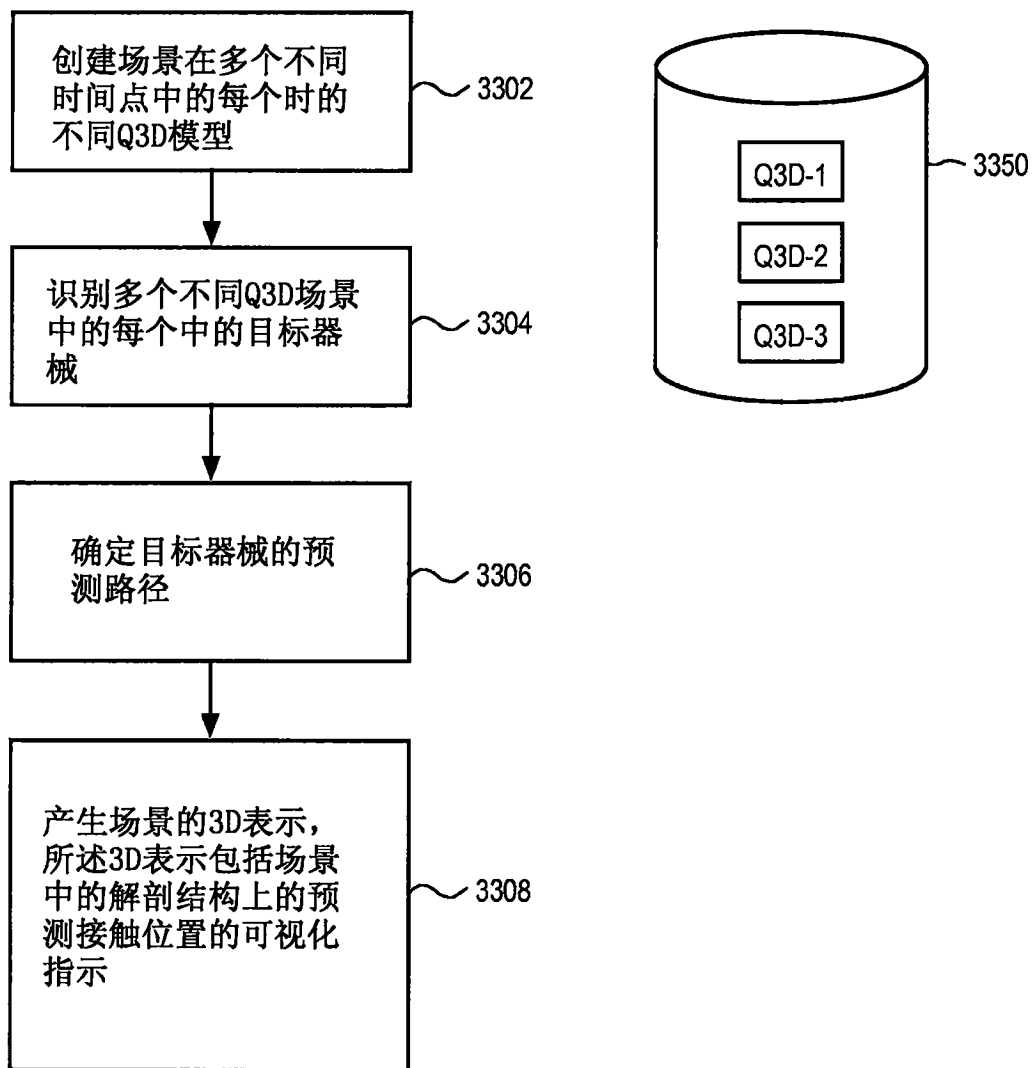 创建场景在多个不同
时间点中的每个时的
不同Q3D模型
3302
识别多个不同Q3D场景
中的每个中的目标器
械
3304
确定目标器械的预
测路径
3306
产生场景的3D表示,
所述3D表示包括场景
中的解剖结构上的预
测接触位置的可视化
指示
3308
Q3D-1
Q3D-2
Q3D-3
3350